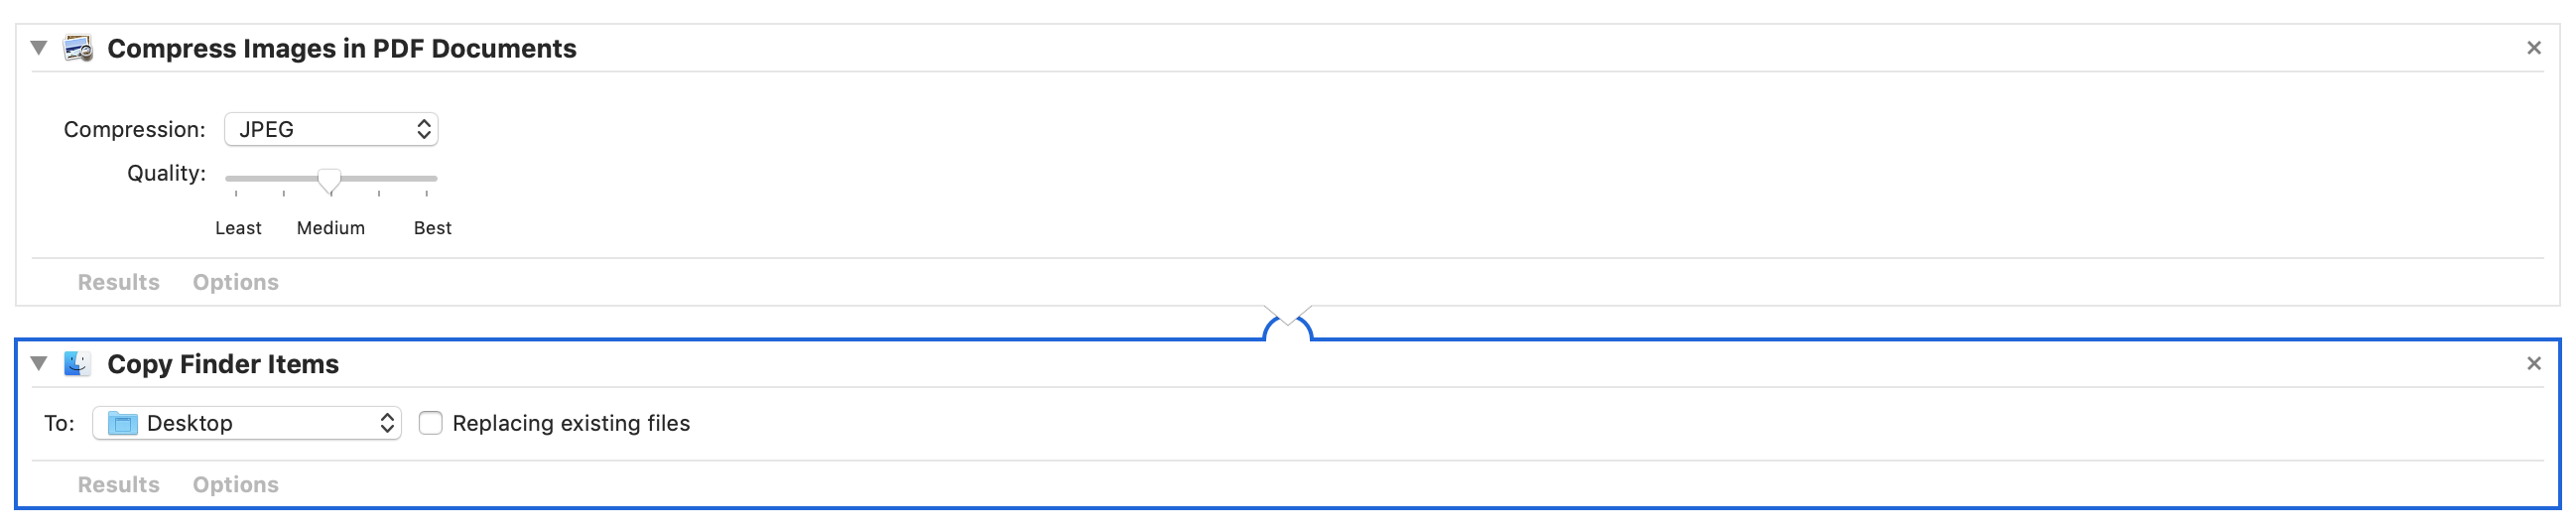 Compress Images in PDF Documents
Compression: JPEG
Quality:
Least Medium Best
Results Options
Copy Finder Items
To: Desktop Replacing existing files
Results Options